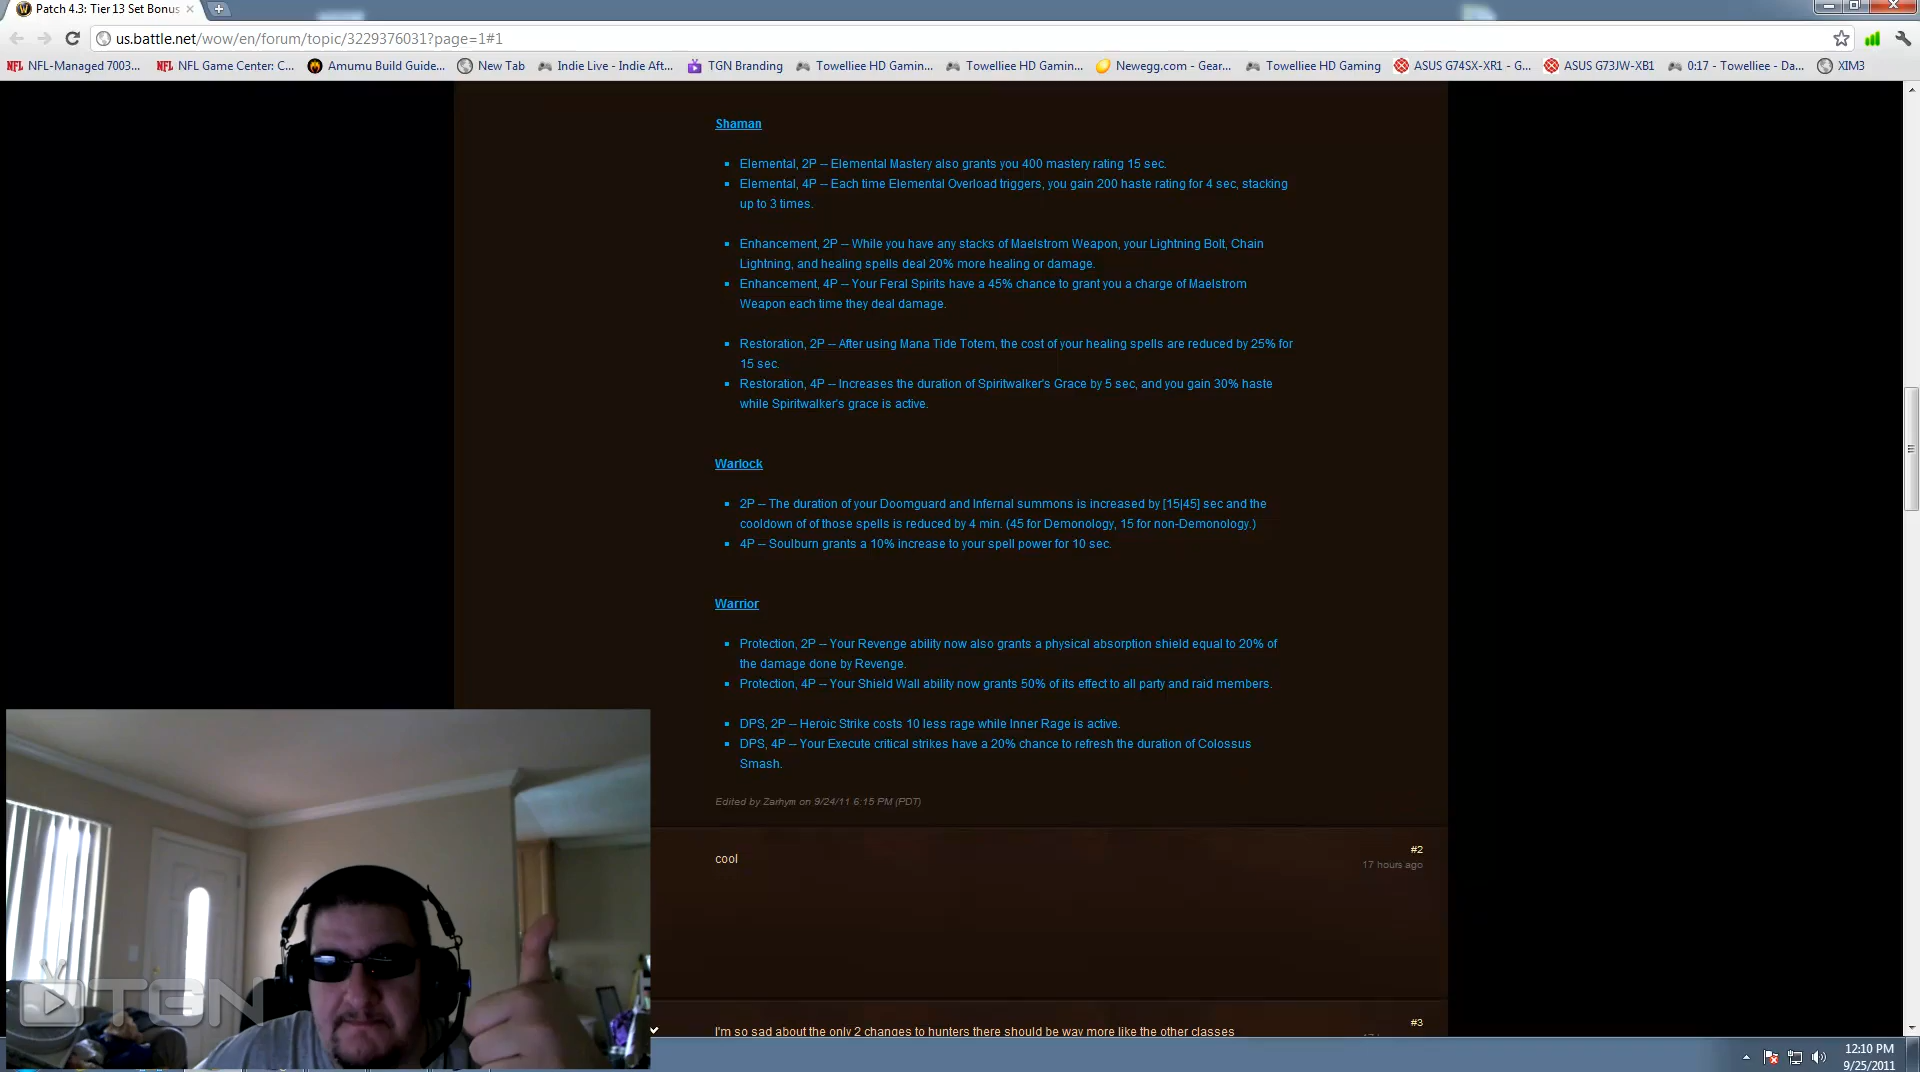 Patch 4.3: Tier 13 Set Bonus
us.battle.net/wow/en/forum/topic/3229376031?page=1#1
NFL-Managed 7003... NFL Game Center: C... Amumu Build Guide... New Tab Indie Live - Indie Aft... TGN Branding Towelliee HD Gamin... Towelliee HD Gamin... Newegg.com - Gear... Towelliee HD Gaming ASUS G74SX-XR1 - G... ASUS G73JW-XB1 0:17 - Towelliee - Da... XIM3
Shaman
Elemental, 2P -- Elemental Mastery also grants you 400 mastery rating 15 sec.
Elemental, 4P -- Each time Elemental Overload triggers, you gain 200 haste rating for 4 sec, stacking
up to 3 times.
Enhancement, 2P -- While you have any stacks of Maelstrom Weapon, your Lightning Bolt, Chain
Lightning, and healing spells deal 20% more healing or damage.
Enhancement, 4P -- Your Feral Spirits have a 45% chance to grant you a charge of Maelstrom
Weapon each time they deal damage.
Restoration, 2P -- After using Mana Tide Totem, the cost of your healing spells are reduced by 25% for
15 sec.
Restoration, 4P -- Increases the duration of Spiritwalker's Grace by 5 sec, and you gain 30% haste
while Spiritwalker's grace is active.
Warlock
2P -- The duration of your Doomguard and Infernal summons is increased by [15|45] sec and the
cooldown of of those spells is reduced by 4 min. (45 for Demonology, 15 for non-Demonology.)
4P -- Soulburn grants a 10% increase to your spell power for 10 sec.
Warrior
Protection, 2P -- Your Revenge ability now also grants a physical absorption shield equal to 20% of
the damage done by Revenge.
Protection, 4P -- Your Shield Wall ability now grants 50% of its effect to all party and raid members.
DPS, 2P -- Heroic Strike costs 10 less rage while Inner Rage is active.
DPS, 4P -- Your Execute critical strikes have a 20% chance to refresh the duration of Colossus
Smash.
Edited by Zarhym on 9/24/11 6:15 PM (PDT)
cool
#2
17 hours ago
#3
I'm so sad about the only 2 changes to hunters there should be way more like the other classes
TGN
12:10 PM
9/25/2011